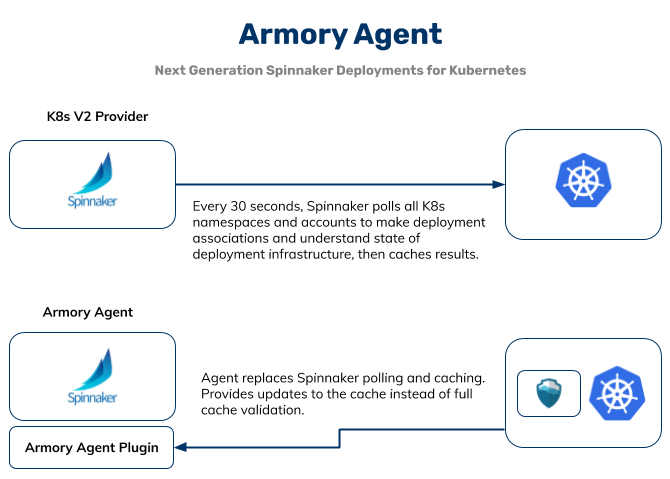 Armory Agent
Next Generation Spinnaker Deployments for Kubernetes
K8s V2 Provider
Spinnaker
Every 30 seconds, Spinnaker polls all K8s
namespaces and accounts to make deployment
associations and understand state of
deployment infrastructure, then caches results.
Armory Agent
Spinnaker
Agent replaces Spinnaker polling and caching.
Provides updates to the cache instead of full
cache validation.
Armory Agent Plugin